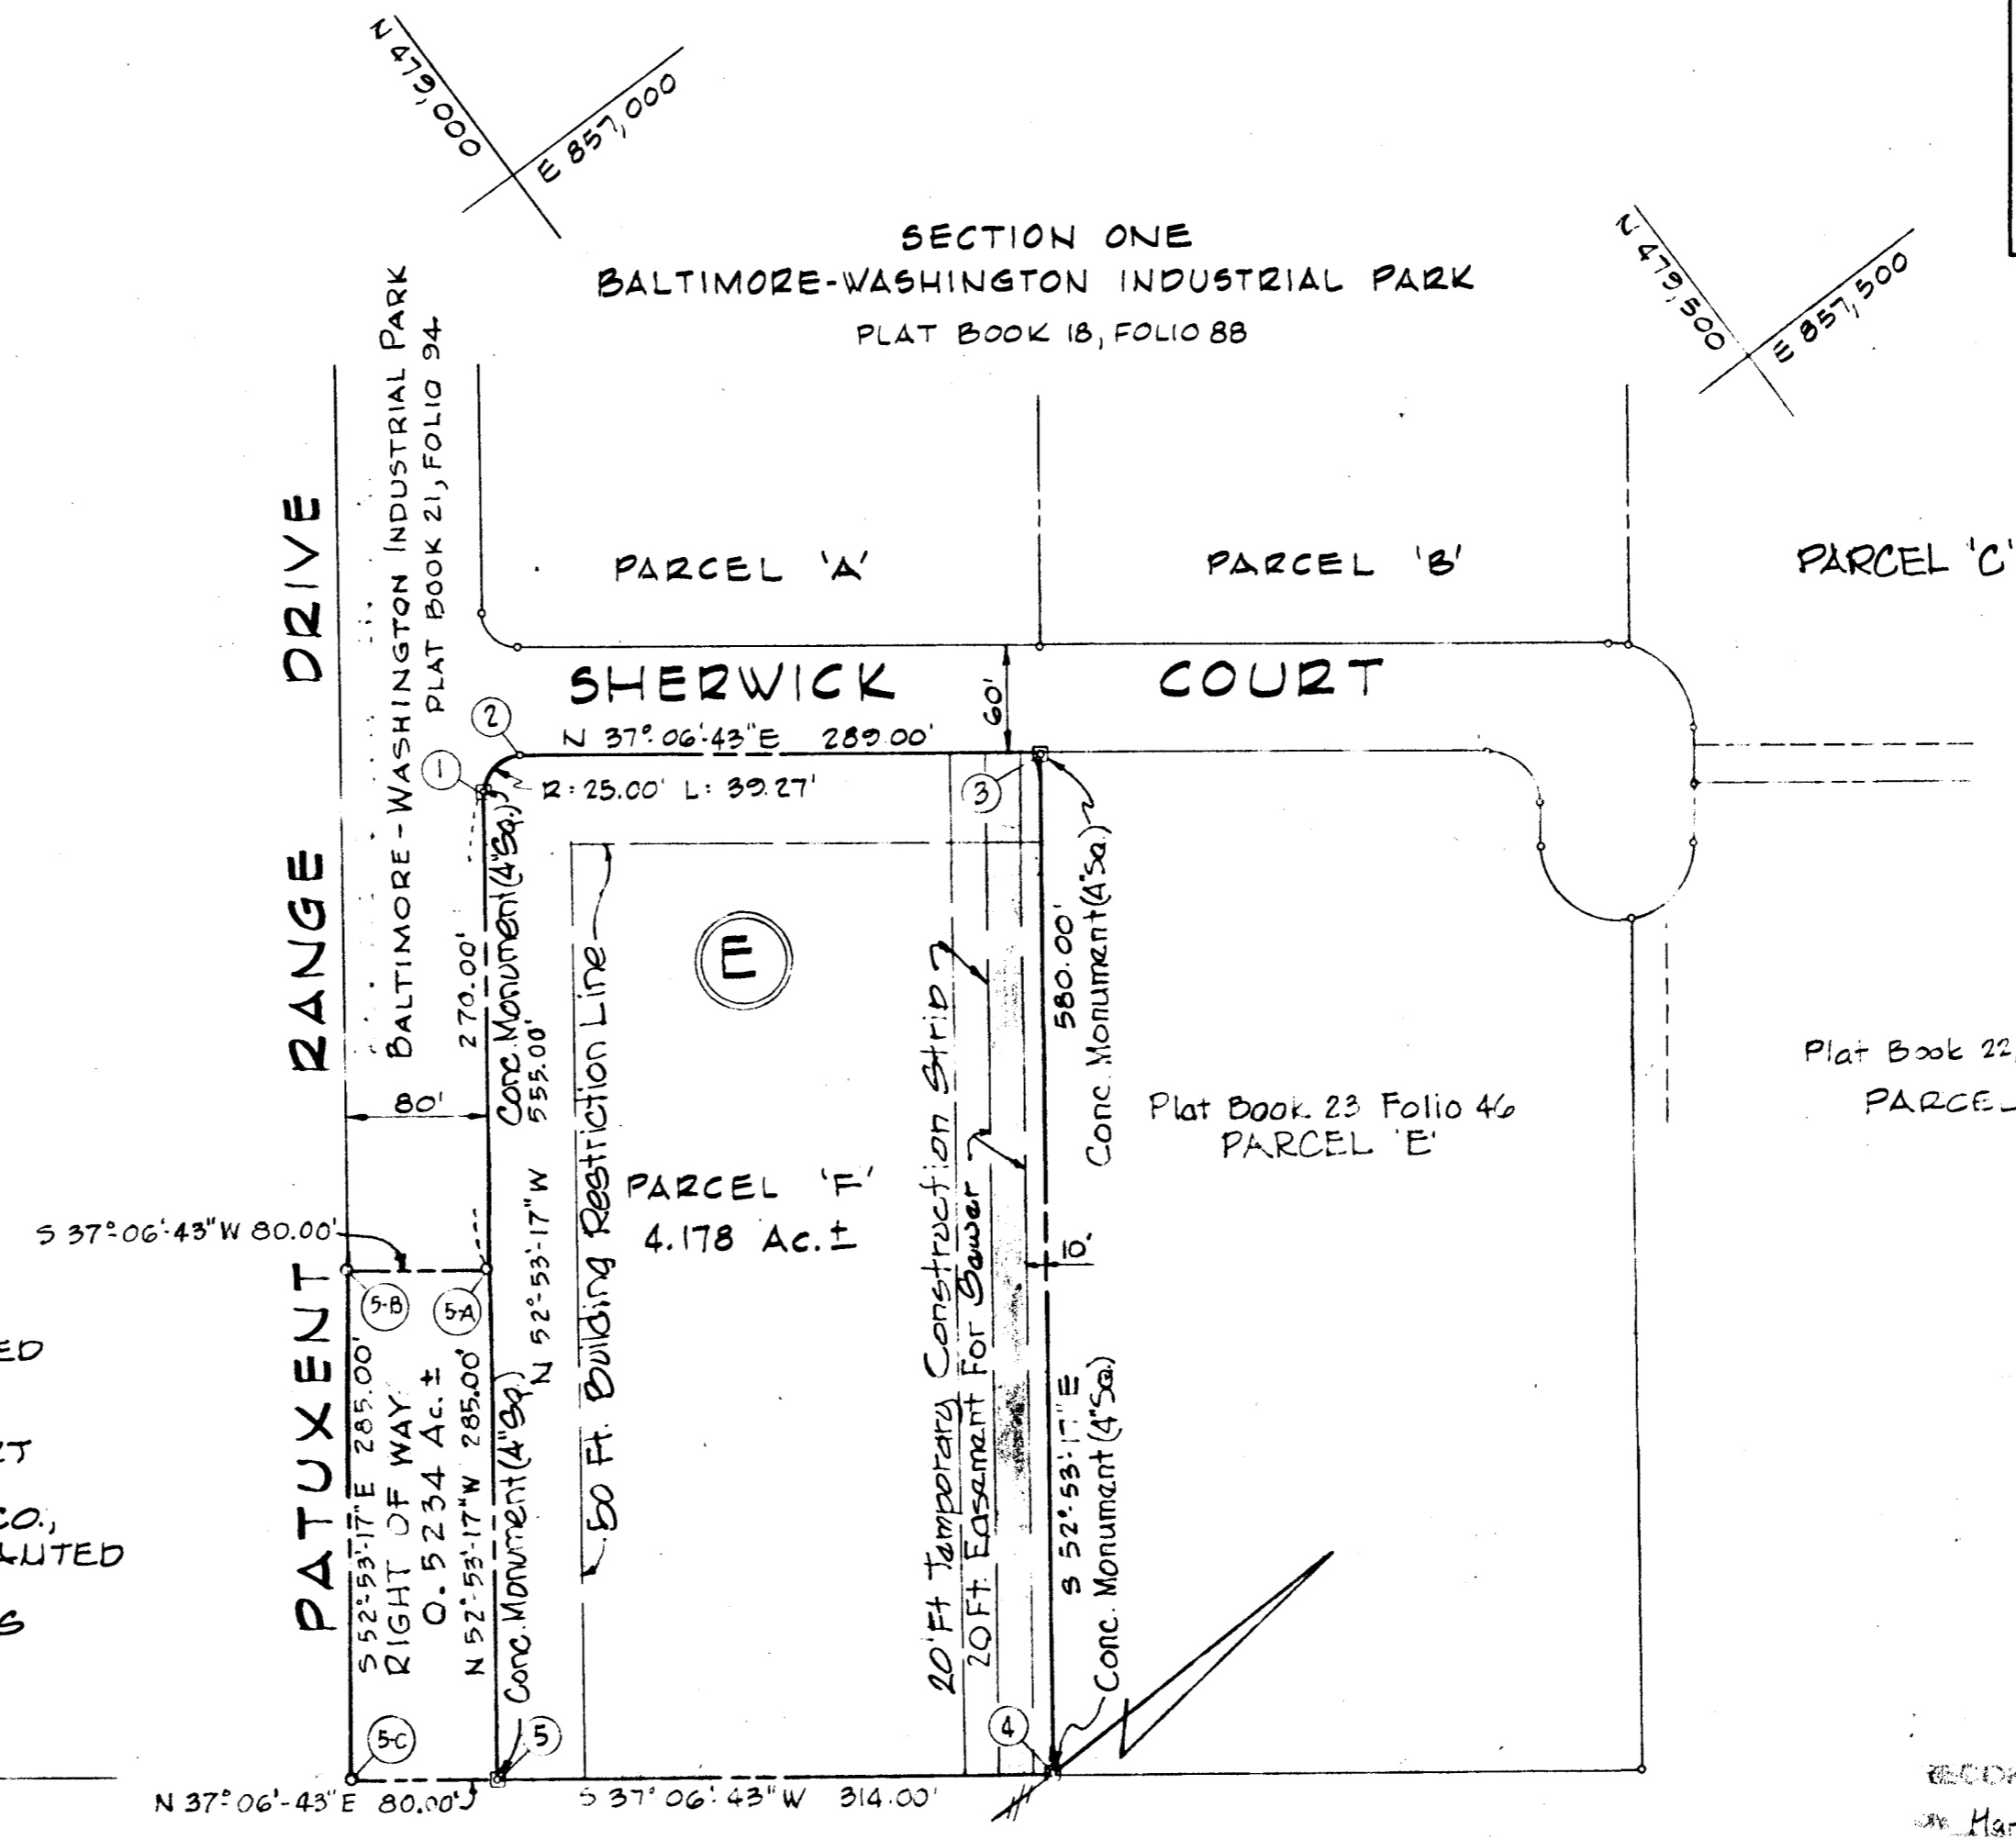 N 479,000
E 857,000
SECTION ONE
BALTIMORE-WASHINGTON INDUSTRIAL PARK
PLAT BOOK 18, FOLIO 88
N 479,500
E 857,500
BALTIMORE-WASHINGTON INDUSTRIAL PARK
PLAT BOOK 21, FOLIO 94
PATUXENT RANGE DRIVE
PARCEL 'A'
PARCEL 'B'
PARCEL 'C'
SHERWICK COURT
60'
2
N 37°-06'-43"E 289.00'
1
R=25.00' L=39.27'
3
Conc. Monument (4"Sq.)
Conc. Monument (4"Sq.)
270.00'
N 52°-53'-17"W 555.00'
50 Ft. Building Restriction Line
E
20' Ft Temporary Construction Strip
20 Ft. Easement For Sewer
580.00'
S 52°-53'-17"E
80'
Plat Book 23 Folio 46
PARCEL 'E'
Plat Book 22,
PARCEL
PARCEL 'F'
4.178 Ac.±
10'
S 37°-06'-43"W 80.00'
5-B
5-A
S 52°-53'-17"E 285.00'
RIGHT OF WAY
0.5234 Ac.±
N 52°-53'-17"W 285.00'
Conc. Monument (4"Sq.)
Conc. Monument (4"Sq.)
ED
CO.,
S
5-C
5
4
N 37°-06'-43"E 80.00'
S 37°-06'-43"W 314.00'